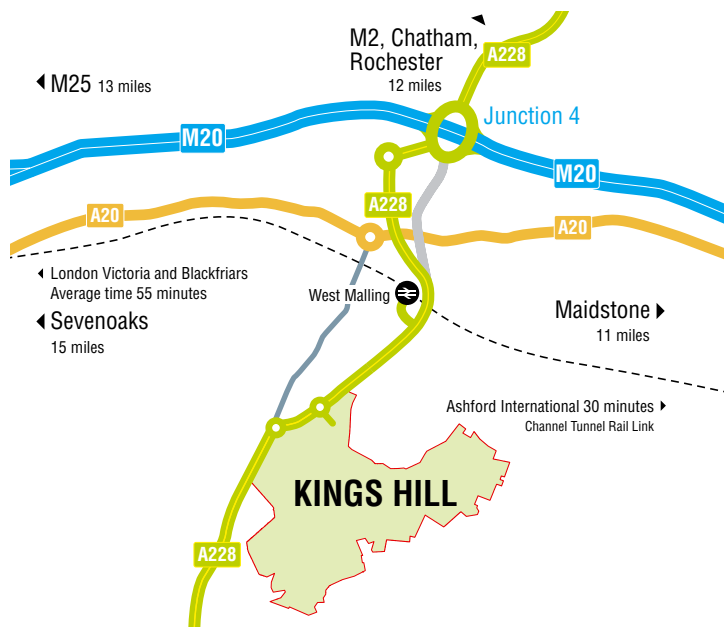 M2, Chatham,
Rochester
12 miles
A228
M25 13 miles
Junction 4
M20
M20
A228
A20
A20
London Victoria and Blackfriars
Average time 55 minutes
West Malling
Sevenoaks
15 miles
Maidstone
11 miles
Ashford International 30 minutes
Channel Tunnel Rail Link
KINGS HILL
A228